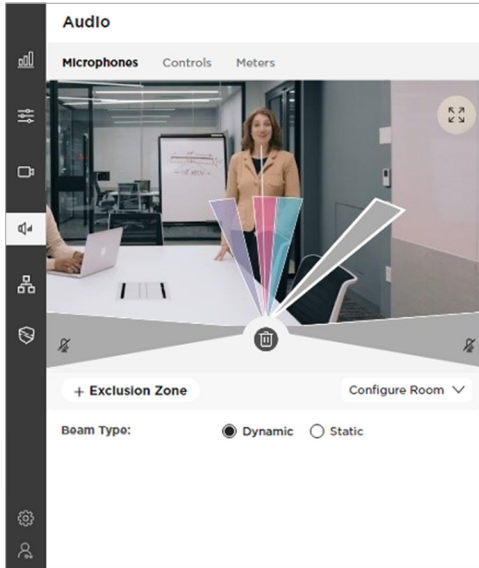 Audio
Microphones Controls Meters
+ Exclusion Zone Configure Room
Beam Type: Dynamic Static